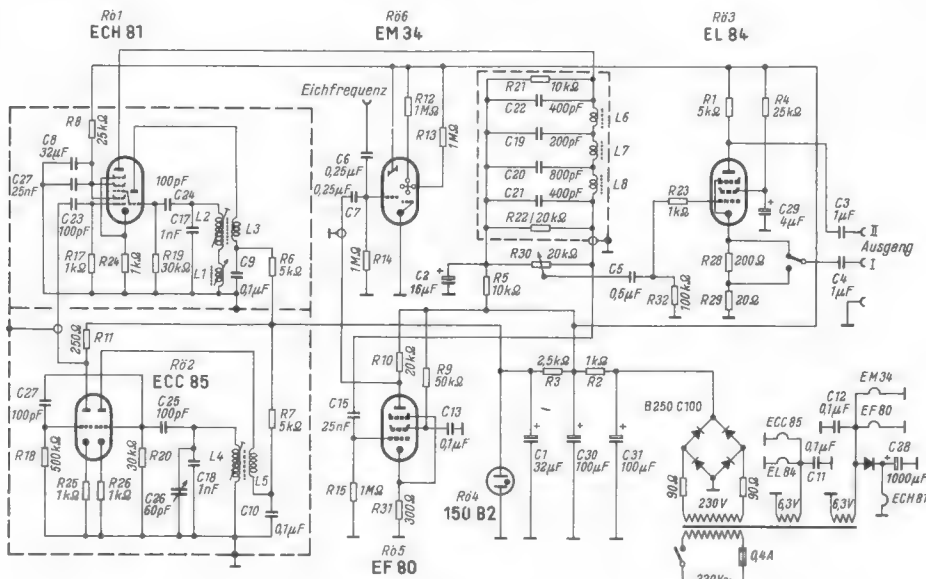 Rö1
ECH 81
Rö6
EM 34
Rö3
EL 84
Eichfrequenz
R8
25kΩ
C8
32μF
C27
25nF
C23
100pF
R17
1kΩ
R24
1kΩ
R19
30kΩ
100pF
C24
C17
1nF
L2
L1
L3
C9
0,1μF
R6
5kΩ
C6
0,25μF
0,25μF
C7
R12
1MΩ
R13
1MΩ
1MΩ
R14
R21
10kΩ
C22
400pF
L6
C19
200pF
L7
C20
800pF
L8
C21
400pF
R22
20kΩ
R30
20kΩ
C2
16μF
R5
10kΩ
C5
0,5μF
R32
100kΩ
R23
1kΩ
R1
5kΩ
R4
25kΩ
C29
4μF
R28
200Ω
R29
20Ω
C3
1μF
II
Ausgang
I
C4
1μF
R11
250Ω
Rö2
ECC 85
C27
100pF
C25
100pF
R18
500kΩ
R25
1kΩ
R26
1kΩ
30kΩ
R20
C26
60pF
C18
1nF
L4
L5
C10
0,1μF
R7
5kΩ
R10
20kΩ
R9
50kΩ
C15
25nF
C13
0,1μF
R15
1MΩ
R31
300Ω
Rö5
EF 80
Rö4
150 B2
2,5kΩ
R3
1kΩ
R2
C1
32μF
C30
100μF
C31
100μF
B250 C100
90Ω
90Ω
230V
ECC 85
EL 84
0,1μF
C11
6,3V
6,3V
C12
0,1μF
EM 34
EF 80
C28
1000μF
ECH 81
0,4A
220V~